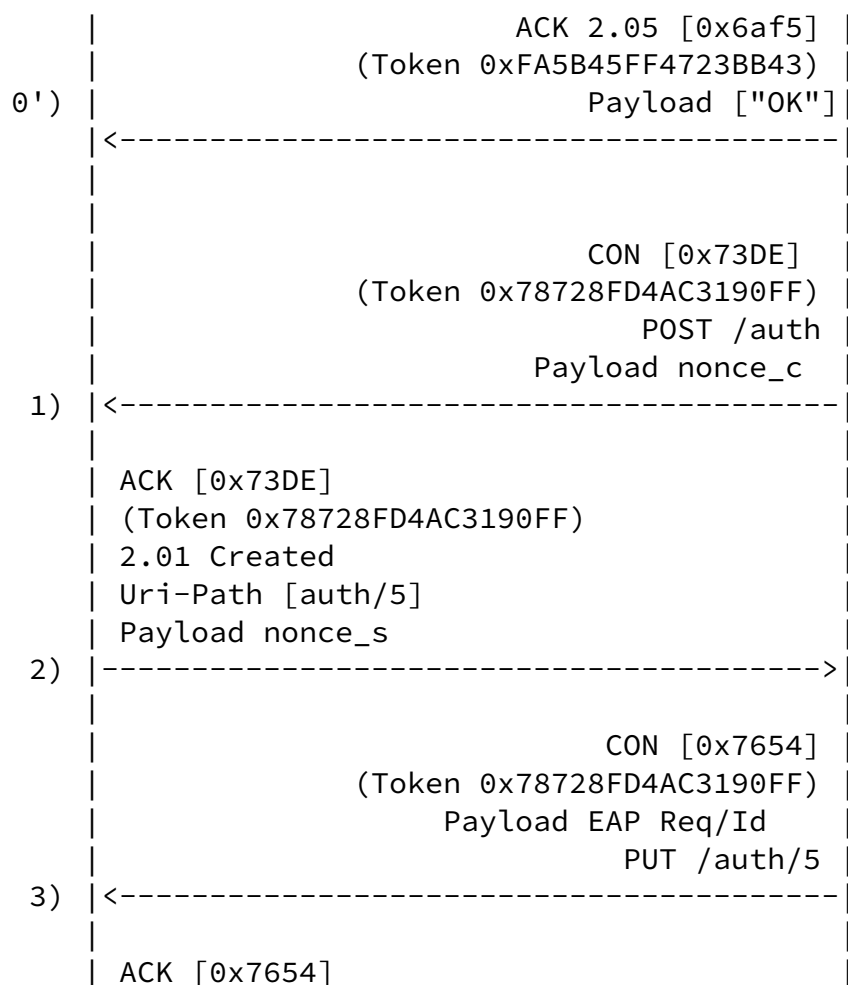 ACK 2.05 [0x6af5]
(Token 0xFA5B45FF4723BB43)
0') Payload ["OK"]
CON [0x73DE]
(Token 0x78728FD4AC3190FF)
POST /auth
Payload nonce_c
1)
ACK [0x73DE]
(Token 0x78728FD4AC3190FF)
2.01 Created
Uri-Path [auth/5]
Payload nonce_s
2)
CON [0x7654]
(Token 0x78728FD4AC3190FF)
Payload EAP Req/Id
PUT /auth/5
3)
ACK [0x7654]